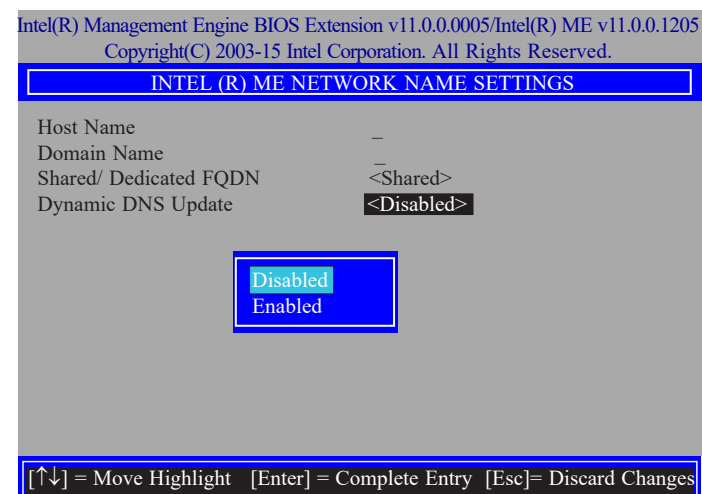 Intel(R) Management Engine BIOS Extension v11.0.0.0005/Intel(R) ME v11.0.0.1205
Copyright(C) 2003-15 Intel Corporation. All Rights Reserved.
INTEL (R) ME NETWORK NAME SETTINGS
Host Name _
Domain Name _
Shared/ Dedicated FQDN <Shared>
Dynamic DNS Update <Disabled>
Disabled
Enabled
[↑↓] = Move Highlight [Enter] = Complete Entry [Esc]= Discard Changes